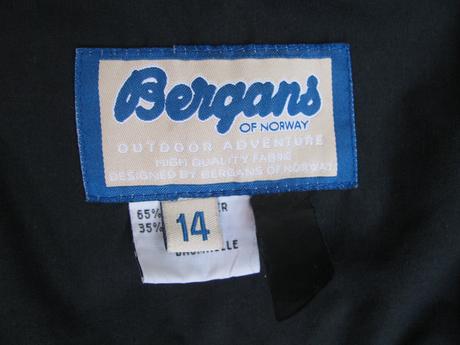 Bergans
OF NORWAY
OUTDOOR ADVENTURE
HIGH QUALITY FABRIC
DESIGNED BY BERGANS OF NORWAY
65%
35%
14